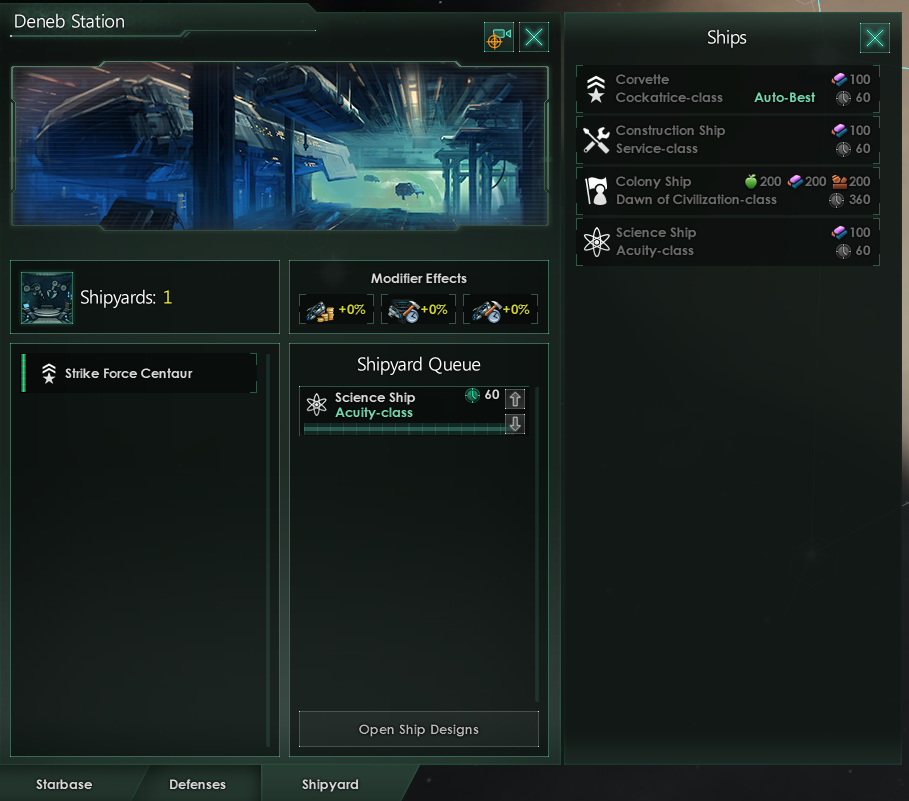 Deneb Station
Shipyards: 1
Modifier Effects
+0% +0% +0%
Strike Force Centaur
Shipyard Queue
Science Ship 60
Acuity-class
Open Ship Designs
Starbase Defenses Shipyard
Ships
Corvette 100
Cockatrice-class Auto-Best 60
Construction Ship 100
Service-class 60
Colony Ship 200 200 200
Dawn of Civilization-class 360
Science Ship 100
Acuity-class 60